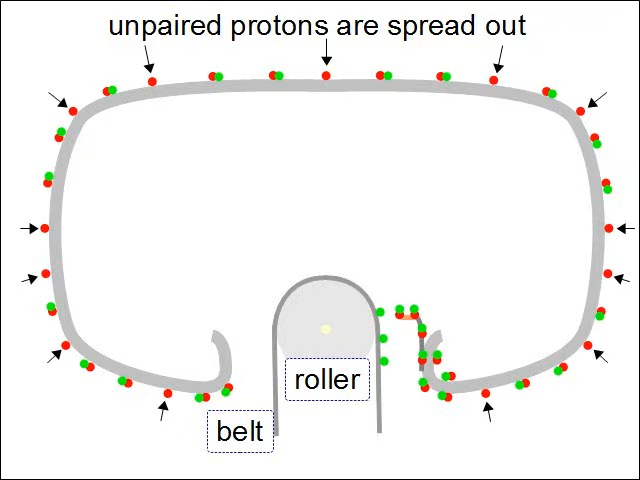 unpaired protons are spread out
roller
belt